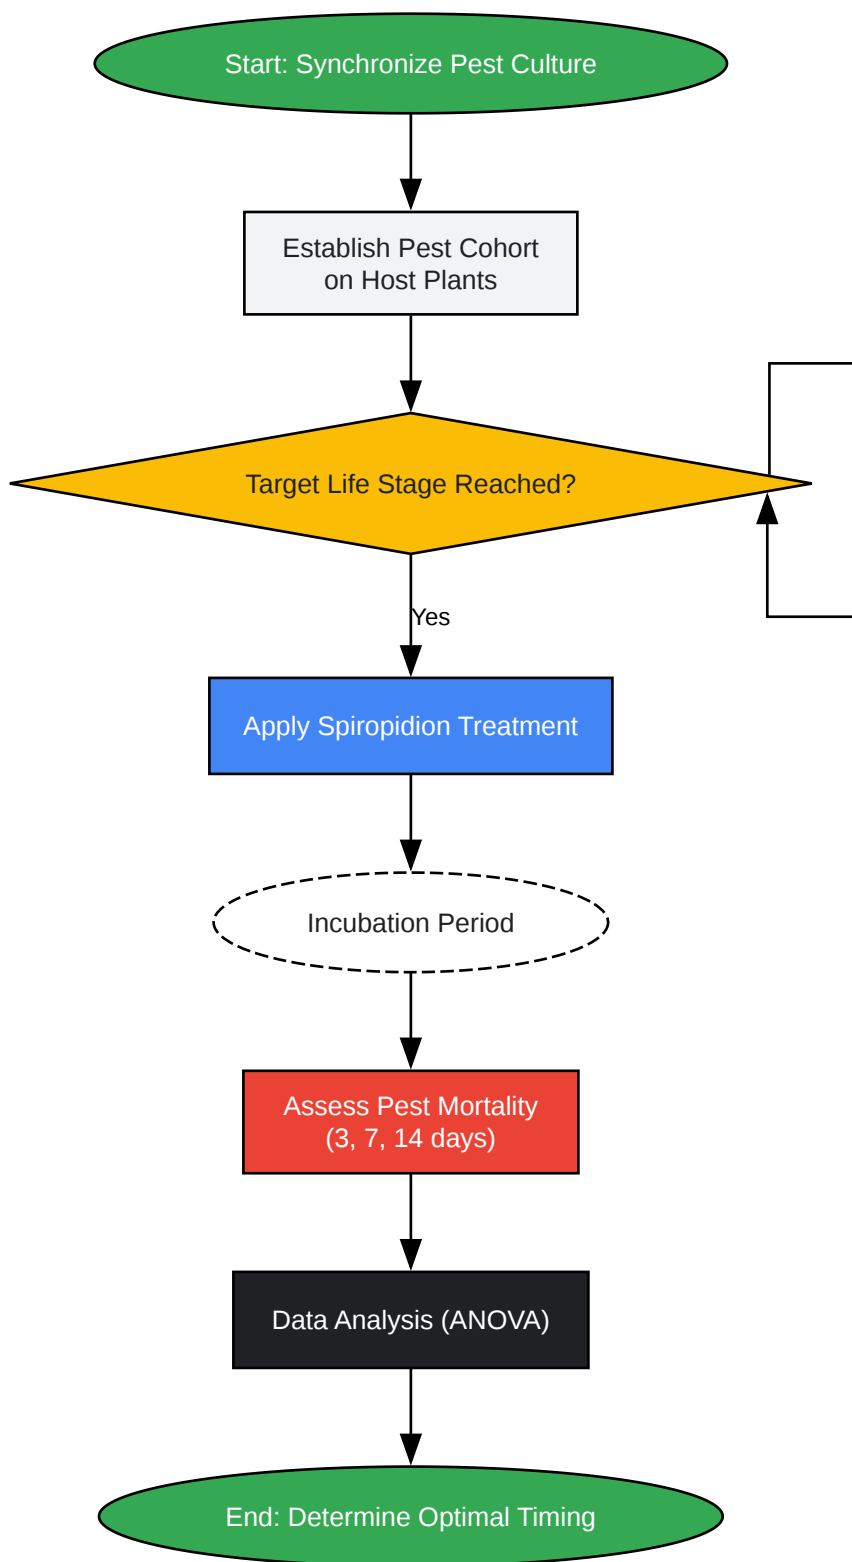 Start: Synchronize Pest Culture
Establish Pest Cohort
on Host Plants
Target Life Stage Reached?
Yes
Apply Spiropidion Treatment
Incubation Period
Assess Pest Mortality
(3, 7, 14 days)
Data Analysis (ANOVA)
End: Determine Optimal Timing